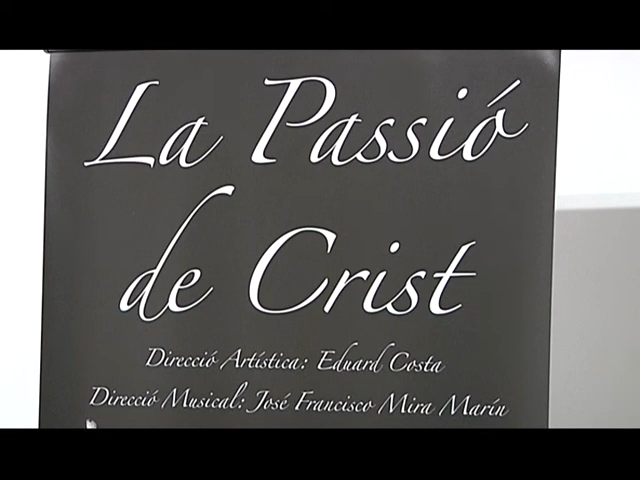 La Passió
de Crist
Direcció Artística: Eduard Costa
Direcció Musical: José Francisco Mira Marín